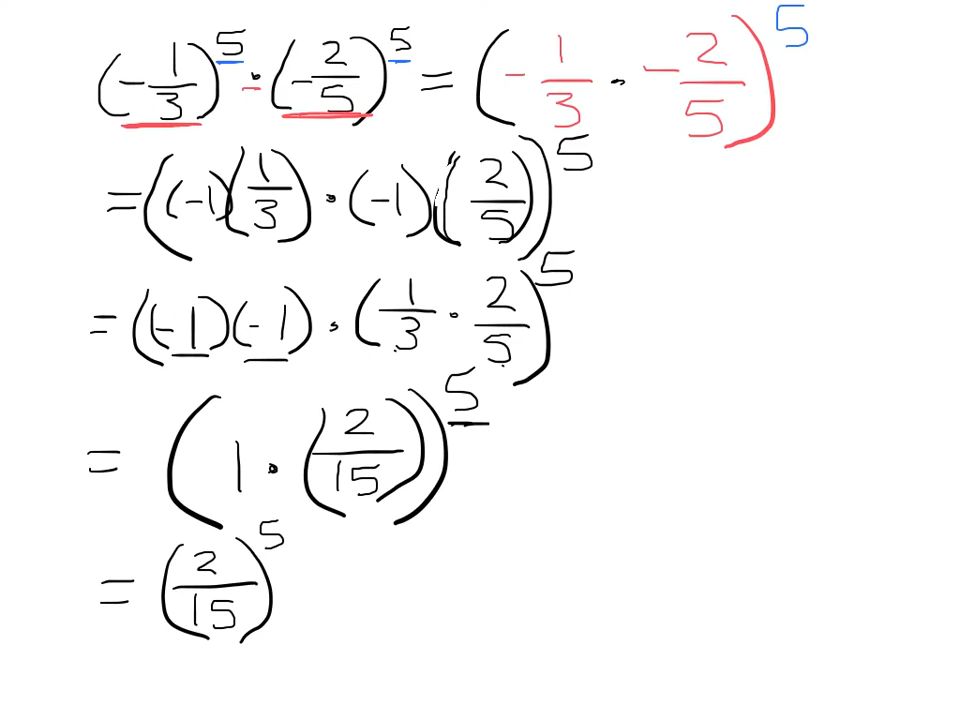 (-1/3)^5 · (-2/5)^5 = (-1/3 · -2/5)^5
= ((-1)(1/3) · (-1)(2/5))^5
= ((-1)(-1) · (1/3 · 2/5)^5
= (1 · (2/15))^5
= (2/15)^5